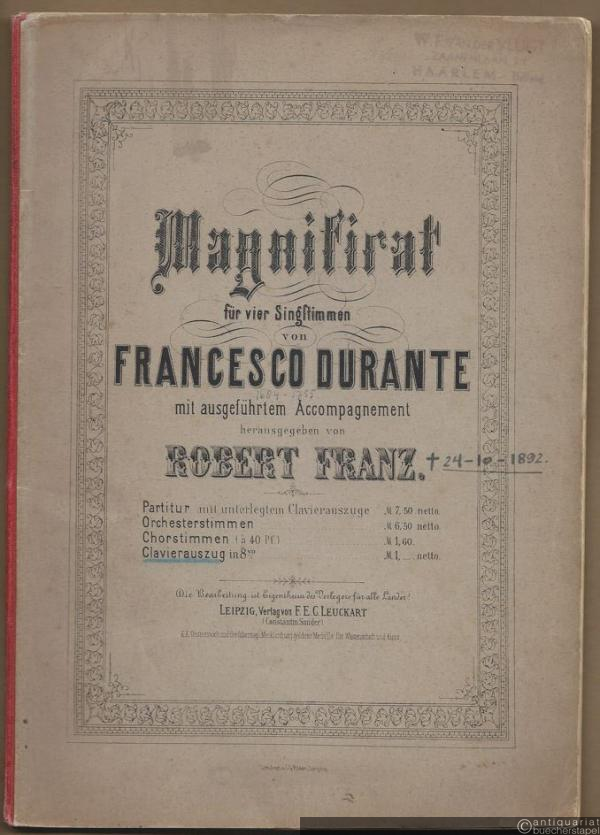 W. F. VAN DER VLUGT
HAARLEM
Magnificat
für vier Singstimmen
von
FRANCESCO DURANTE
1684-1755
mit ausgeführtem Accompagnement
herausgegeben von
ROBERT FRANZ. † 24-10-1892.
Partitur mit unterlegtem Clavierauszuge M. 7,50 netto.
Orchesterstimmen M. 6,50 netto.
Chorstimmen (à 40 Pf.) M. 1,60.
Clavierauszug in 8vo M. 1, _ netto.
Die Bearbeitung ist Eigenthum des Verlegers für alle Länder.
LEIPZIG, Verlag von F. E. C. LEUCKART
(Constantin Sander)
antiquariat
buecherstapel